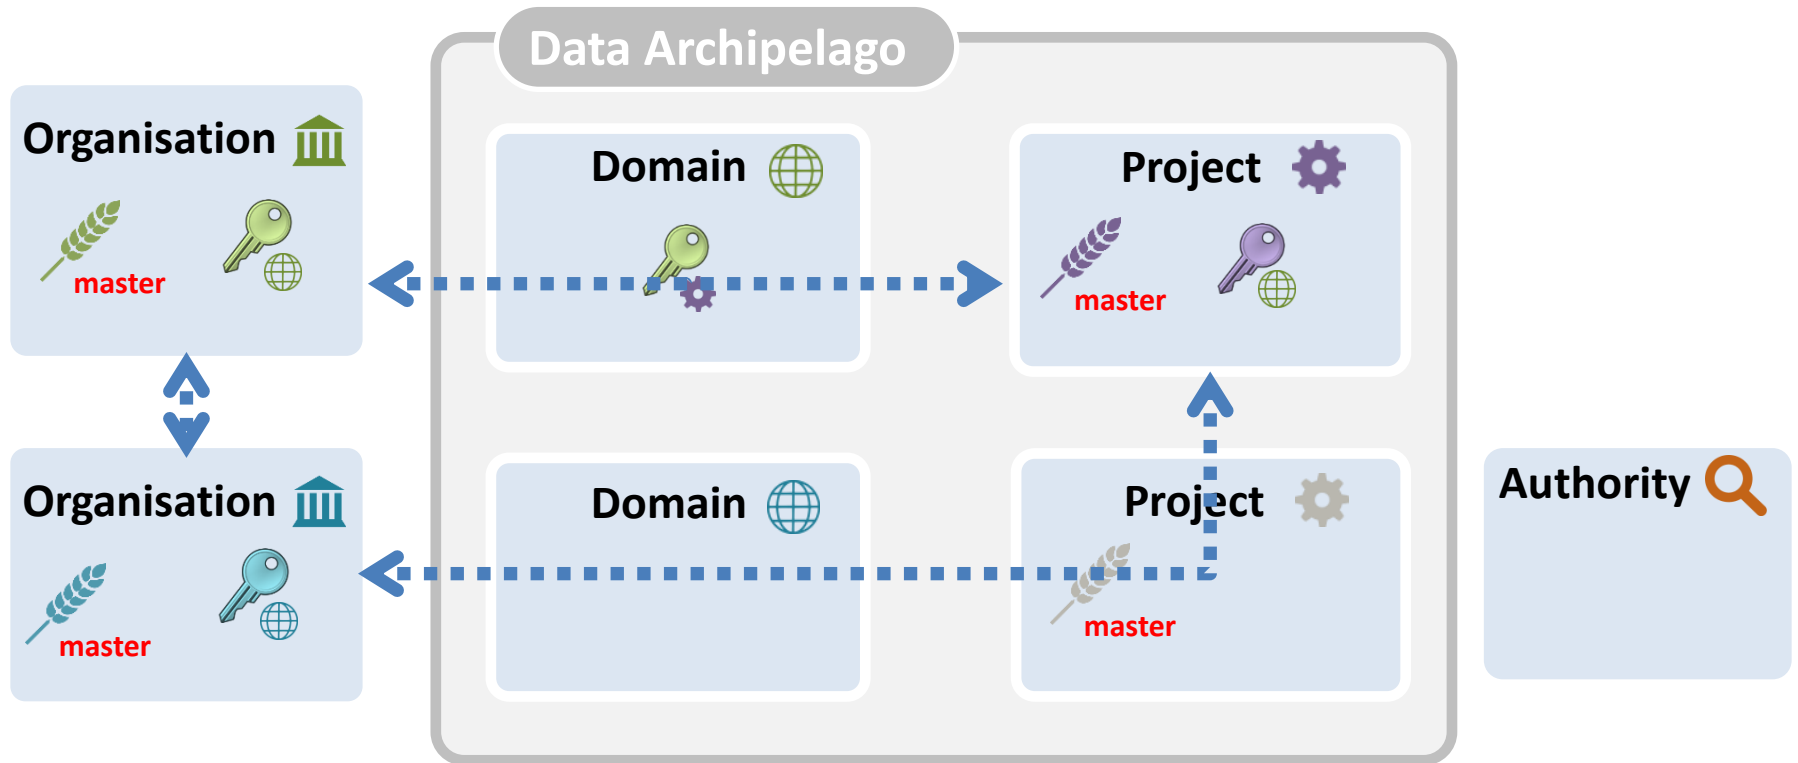 Data Archipelago
Organisation
master
Domain
Project
master
Organisation
master
Domain
Project
master
Authority